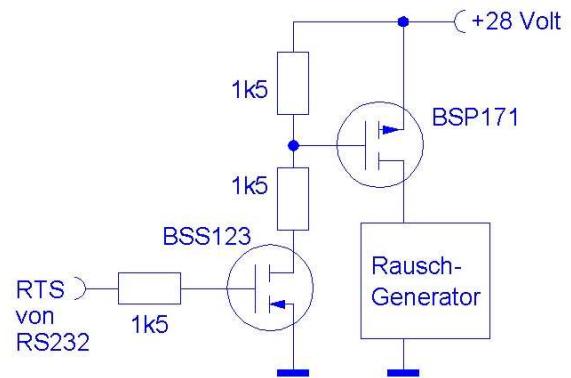 +28 Volt
1k5
BSP171
1k5
BSS123
RTS
von
RS232
1k5
Rausch-
Generator